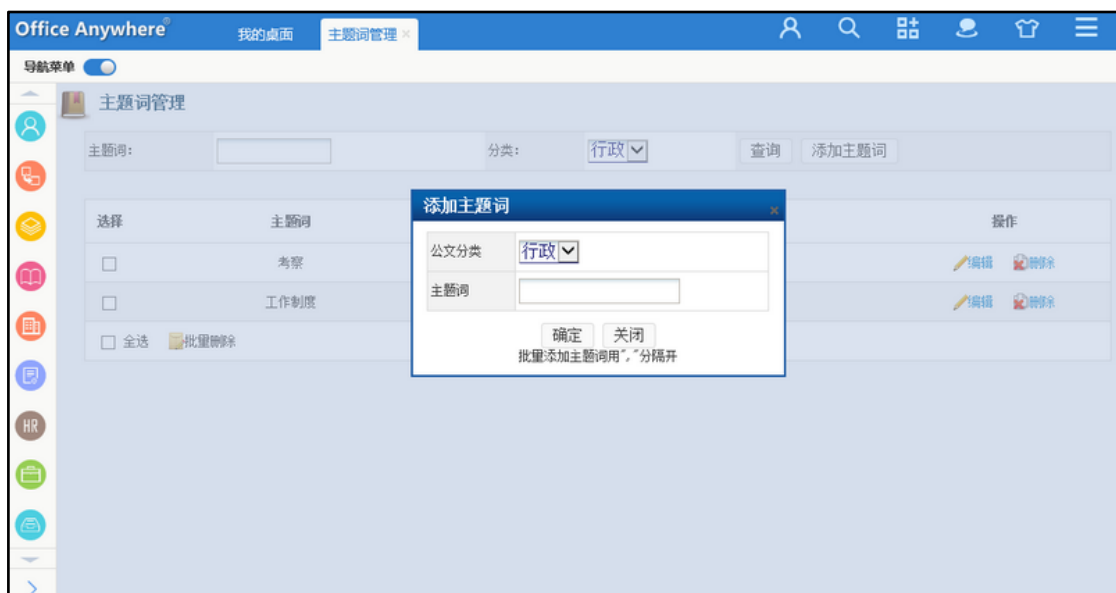 Office Anywhere® 我的桌面 主题词管理 ×
导航菜单
主题词管理
主题词： 分类： 行政 查询 添加主题词
添加主题词 ×
选择 主题词 操作
公文分类 行政
考察 编辑 删除
主题词
工作制度 编辑 删除
确定 关闭
全选 批量删除
批量添加主题词用","分隔开
HR